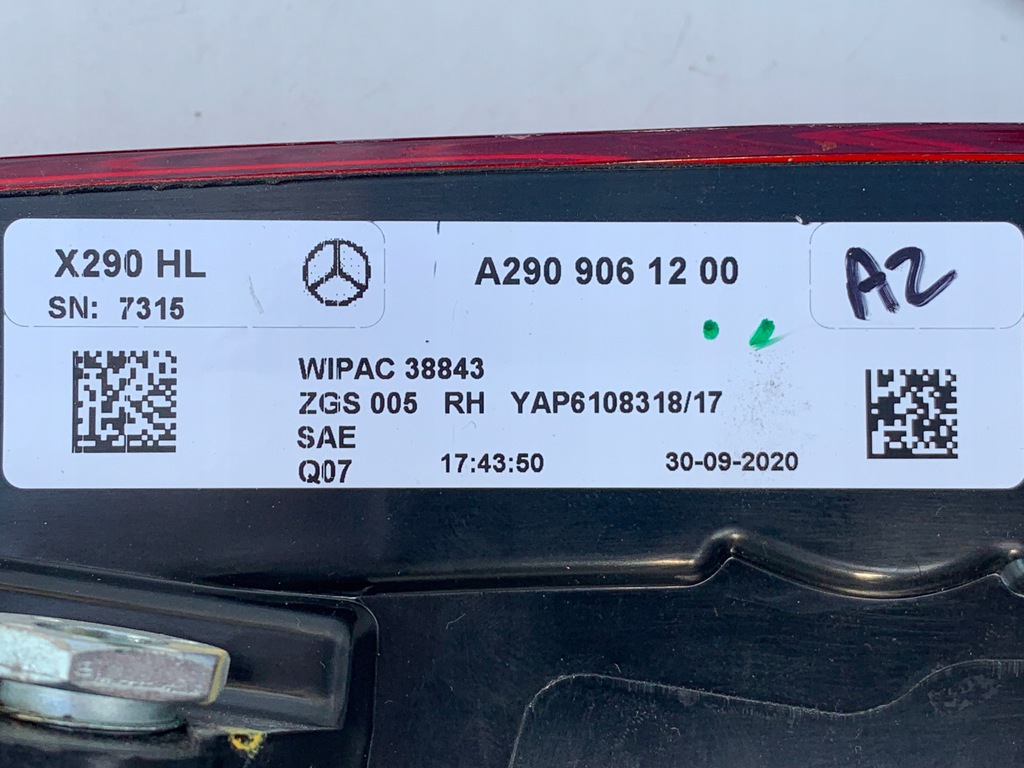 X290 HL
SN: 7315
A290 906 12 00
A2
WIPAC 38843
ZGS 005 RH YAP6108318/17
SAE
Q07 17:43:50 30-09-2020